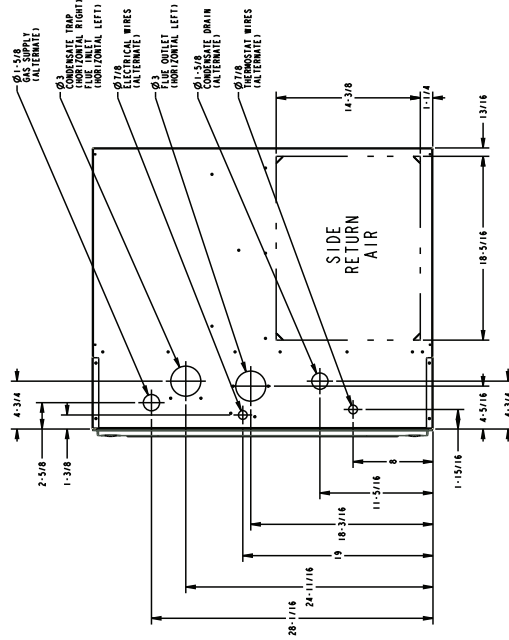 Ø1-5/8
GAS SUPPLY
(ALTERNATE)
Ø3
CONDENSATE TRAP
(HORIZONTAL RIGHT)
FLUE INLET
(HORIZONTAL LEFT)
Ø7/8
ELECTRICAL WIRES
(ALTERNATE)
Ø3
FLUE OUTLET
(HORIZONTAL LEFT)
Ø1-5/8
CONDENSATE DRAIN
(ALTERNATE)
Ø7/8
THERMOSTAT WIRES
(ALTERNATE)
4-3/4
2-5/8
1-3/8
14-3/8
1-1/4
13/16
18-5/16
SIDE
RETURN
AIR
4-5/16
4-3/4
1-15/16
8
11-5/16
18-3/16
19
24-11/16
28-1/16